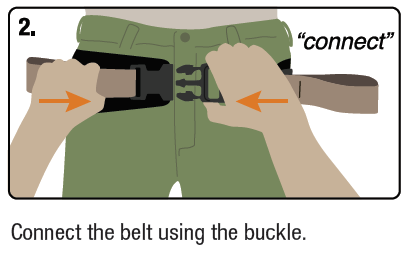 2.
“connect”
Connect the belt using the buckle.